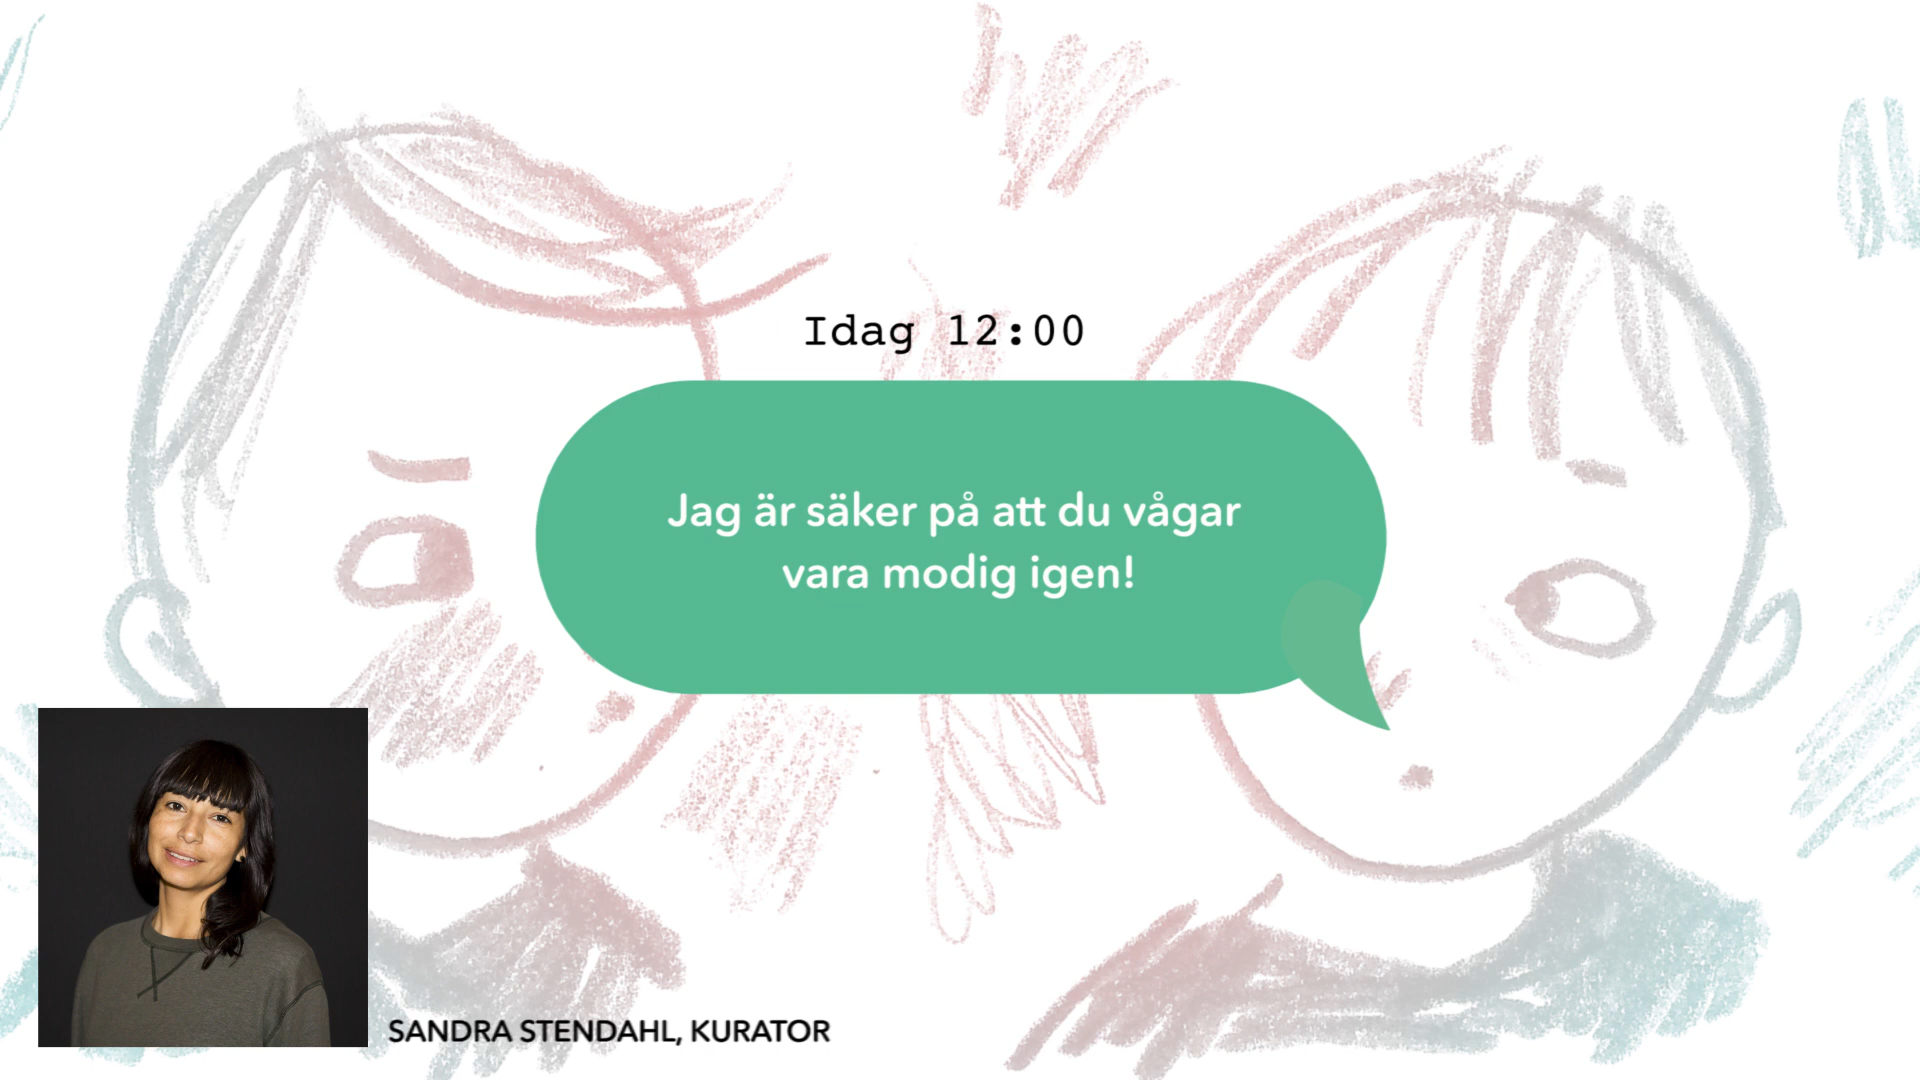 Idag 12:00
Jag är säker på att du vågar
vara modig igen!
SANDRA STENDAHL, KURATOR